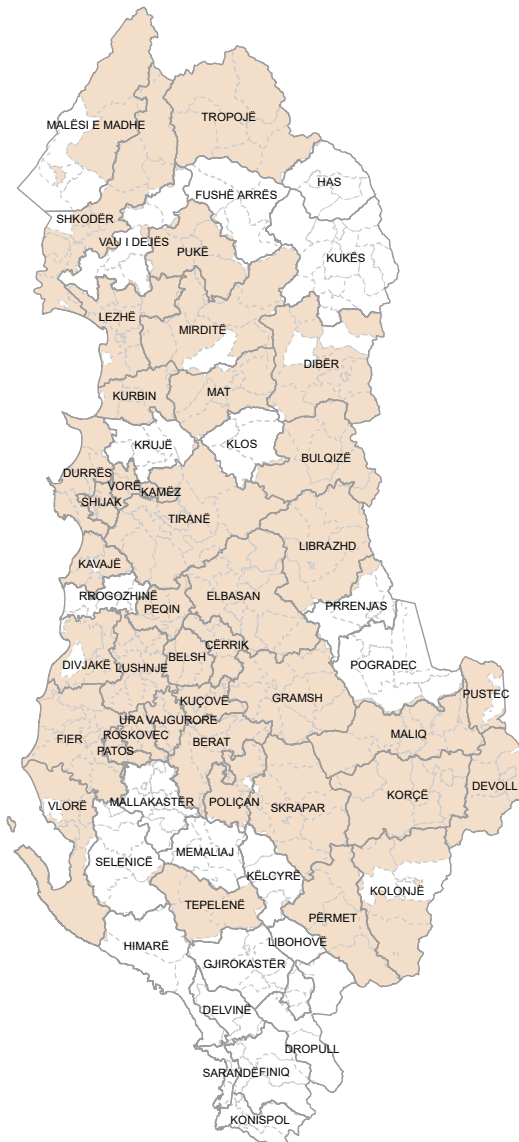 MALËSI E MADHE
TROPOJË
HAS
FUSHË ARRËS
SHKODËR
VAU I DEJËS
PUKË
KUKËS
LEZHË
MIRDITË
DIBËR
KURBIN
MAT
KRUJË
KLOS
BULQIZË
DURRËS
VORË
KAMËZ
SHIJAK
TIRANË
LIBRAZHD
KAVAJË
RROGOZHINË
PEQIN
ELBASAN
PRRENJAS
CËRRIK
BELSH
DIVJAKË
LUSHNJE
POGRADEC
KUÇOVË
GRAMSH
PUSTEC
URA VAJGURORE
ROSKOVEC
FIER
PATOS
BERAT
MALIQ
DEVOLL
VLORË
MALLAKASTËR
POLIÇAN
SKRAPAR
KORÇË
SELENICË
MEMALIAJ
KËLCYRË
KOLONJË
TEPELENË
PËRMET
HIMARË
LIBOHOVË
GJIROKASTËR
DELVINË
DROPULL
SARANDË
FINIQ
KONISPOL